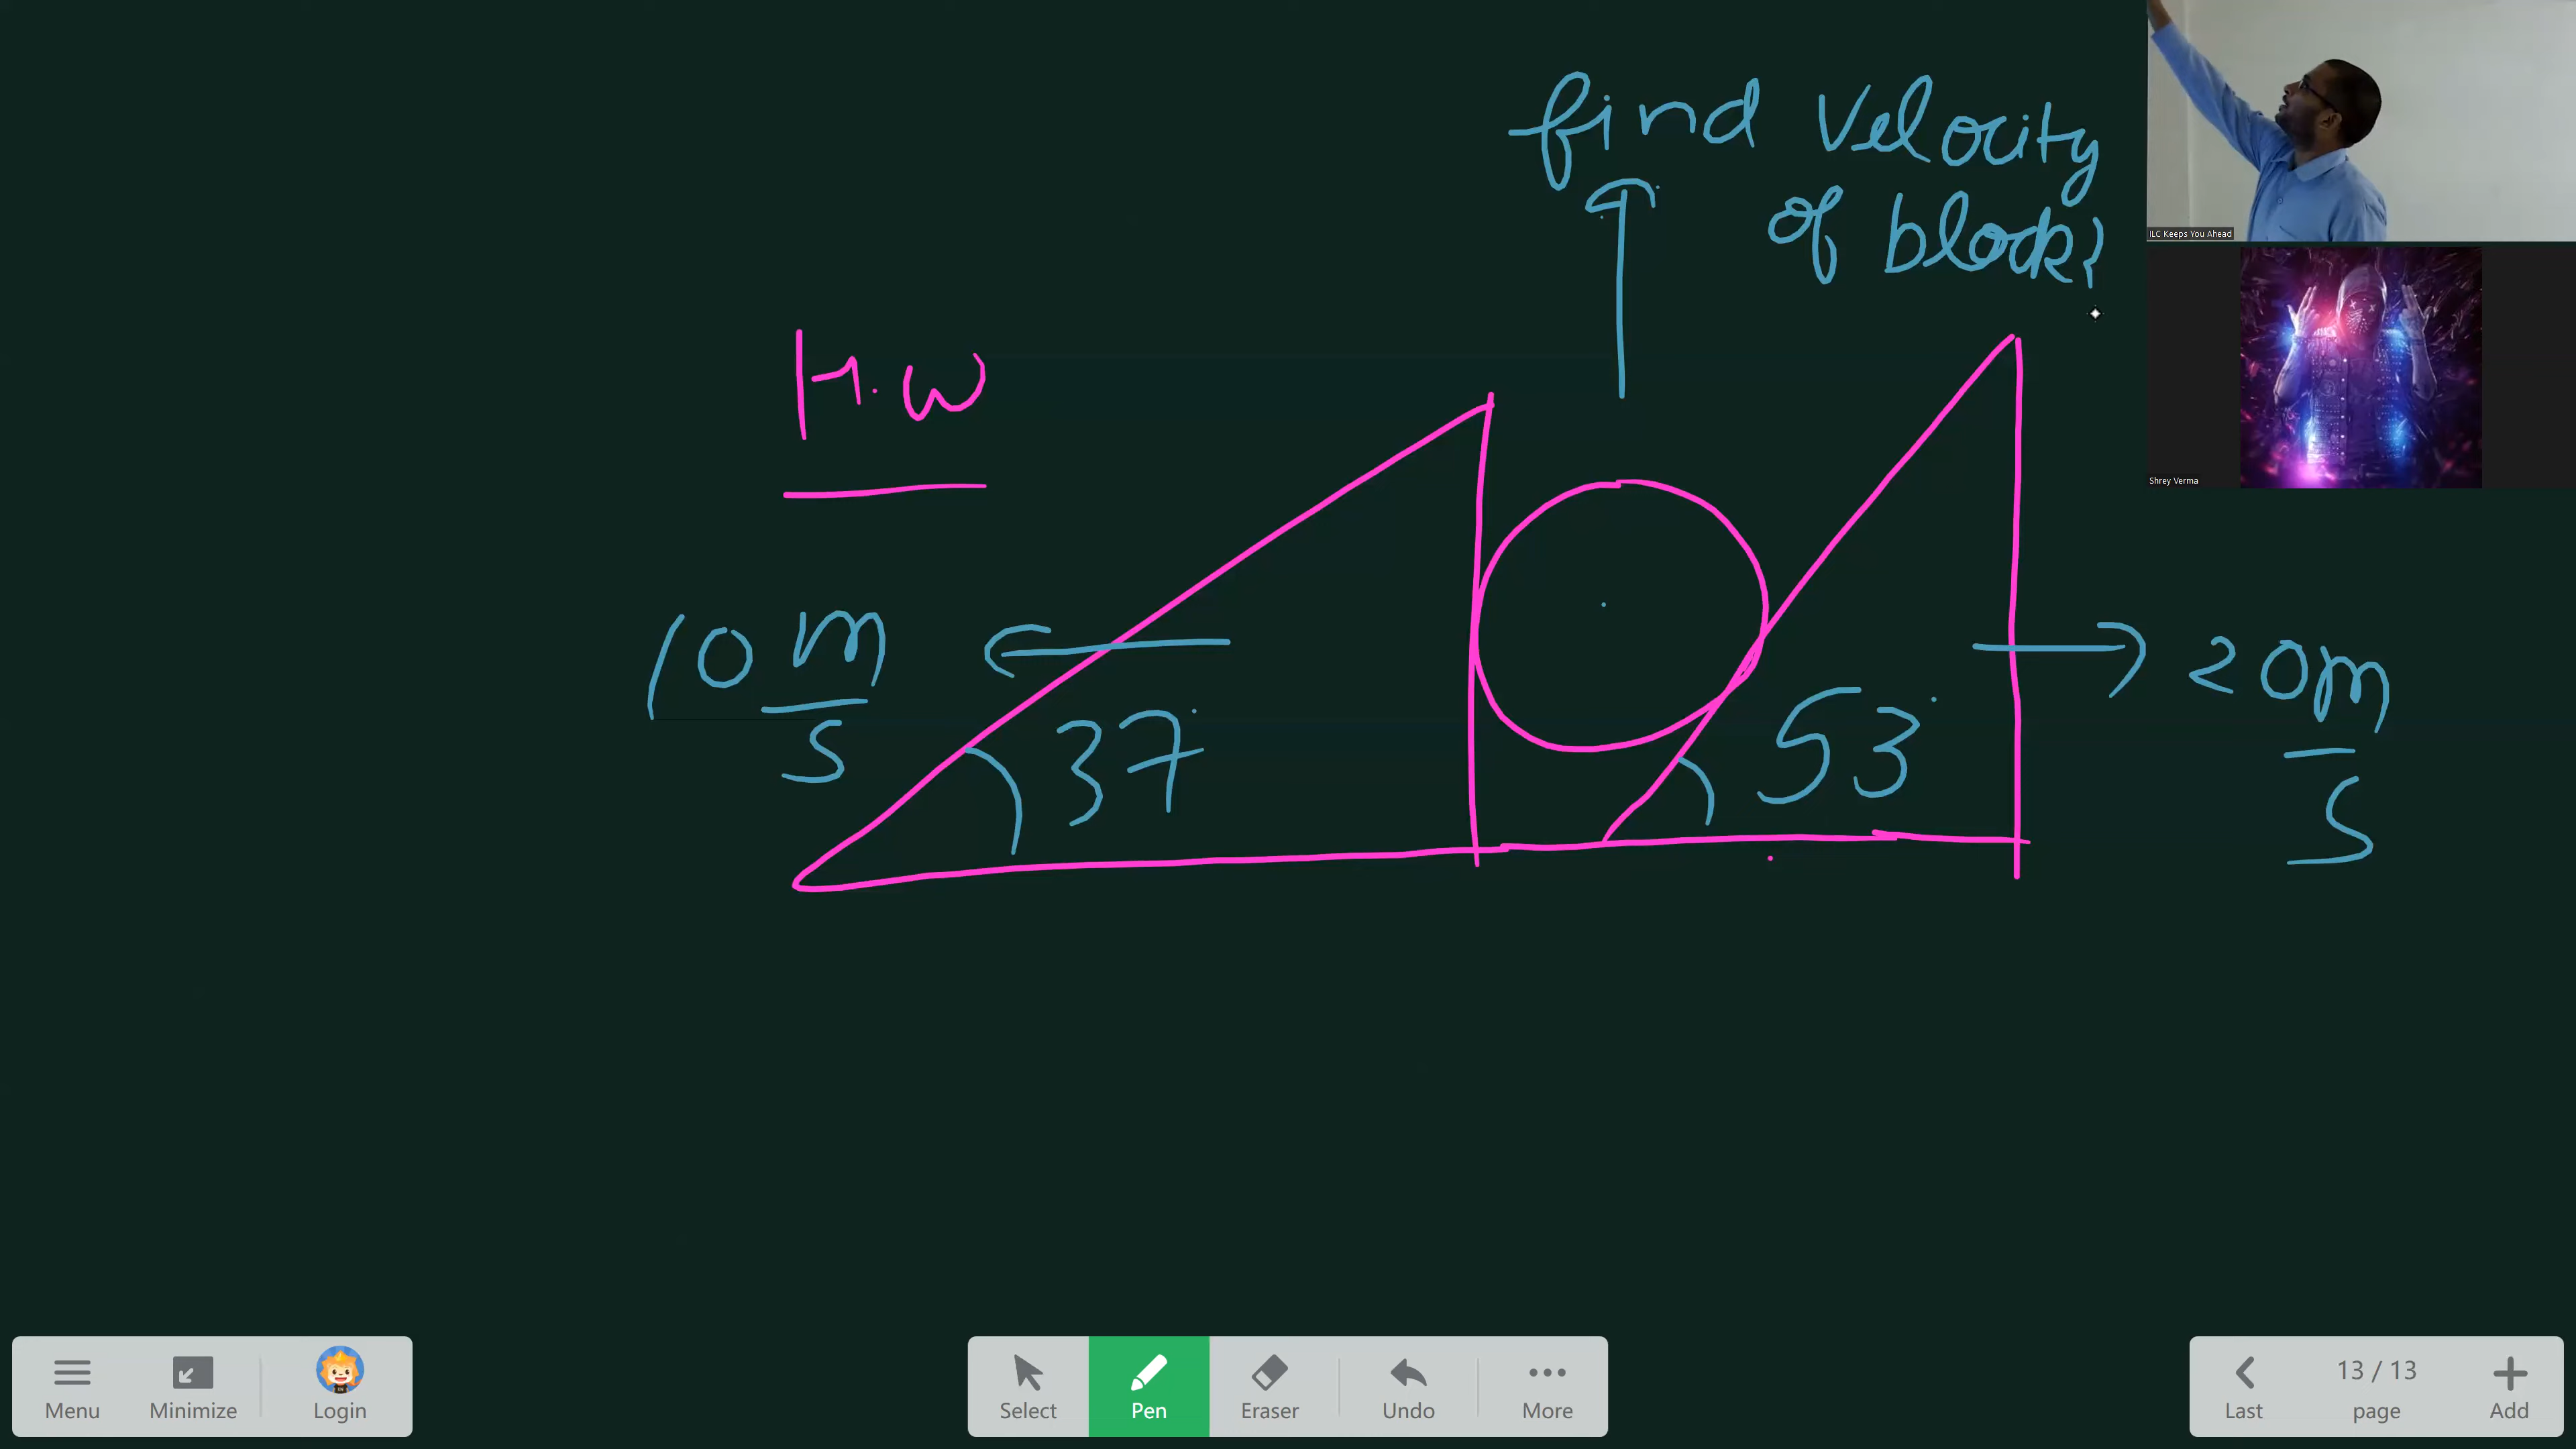 find Velocity
of block?
ILC Keeps You Ahead
H.W
10 m/s
37°
53°
20 m/s
Shrey Verma
Menu
Minimize
Login
Select
Pen
Eraser
Undo
More
Last
13 / 13
page
Add